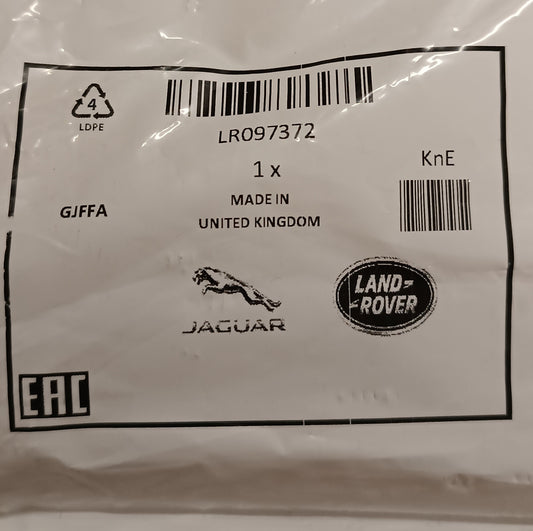 4
LDPE
LR097372
1 x
KnE
MADE IN
UNITED KINGDOM
GJFFA
JAGUAR
LAND-
-ROVER
EAC